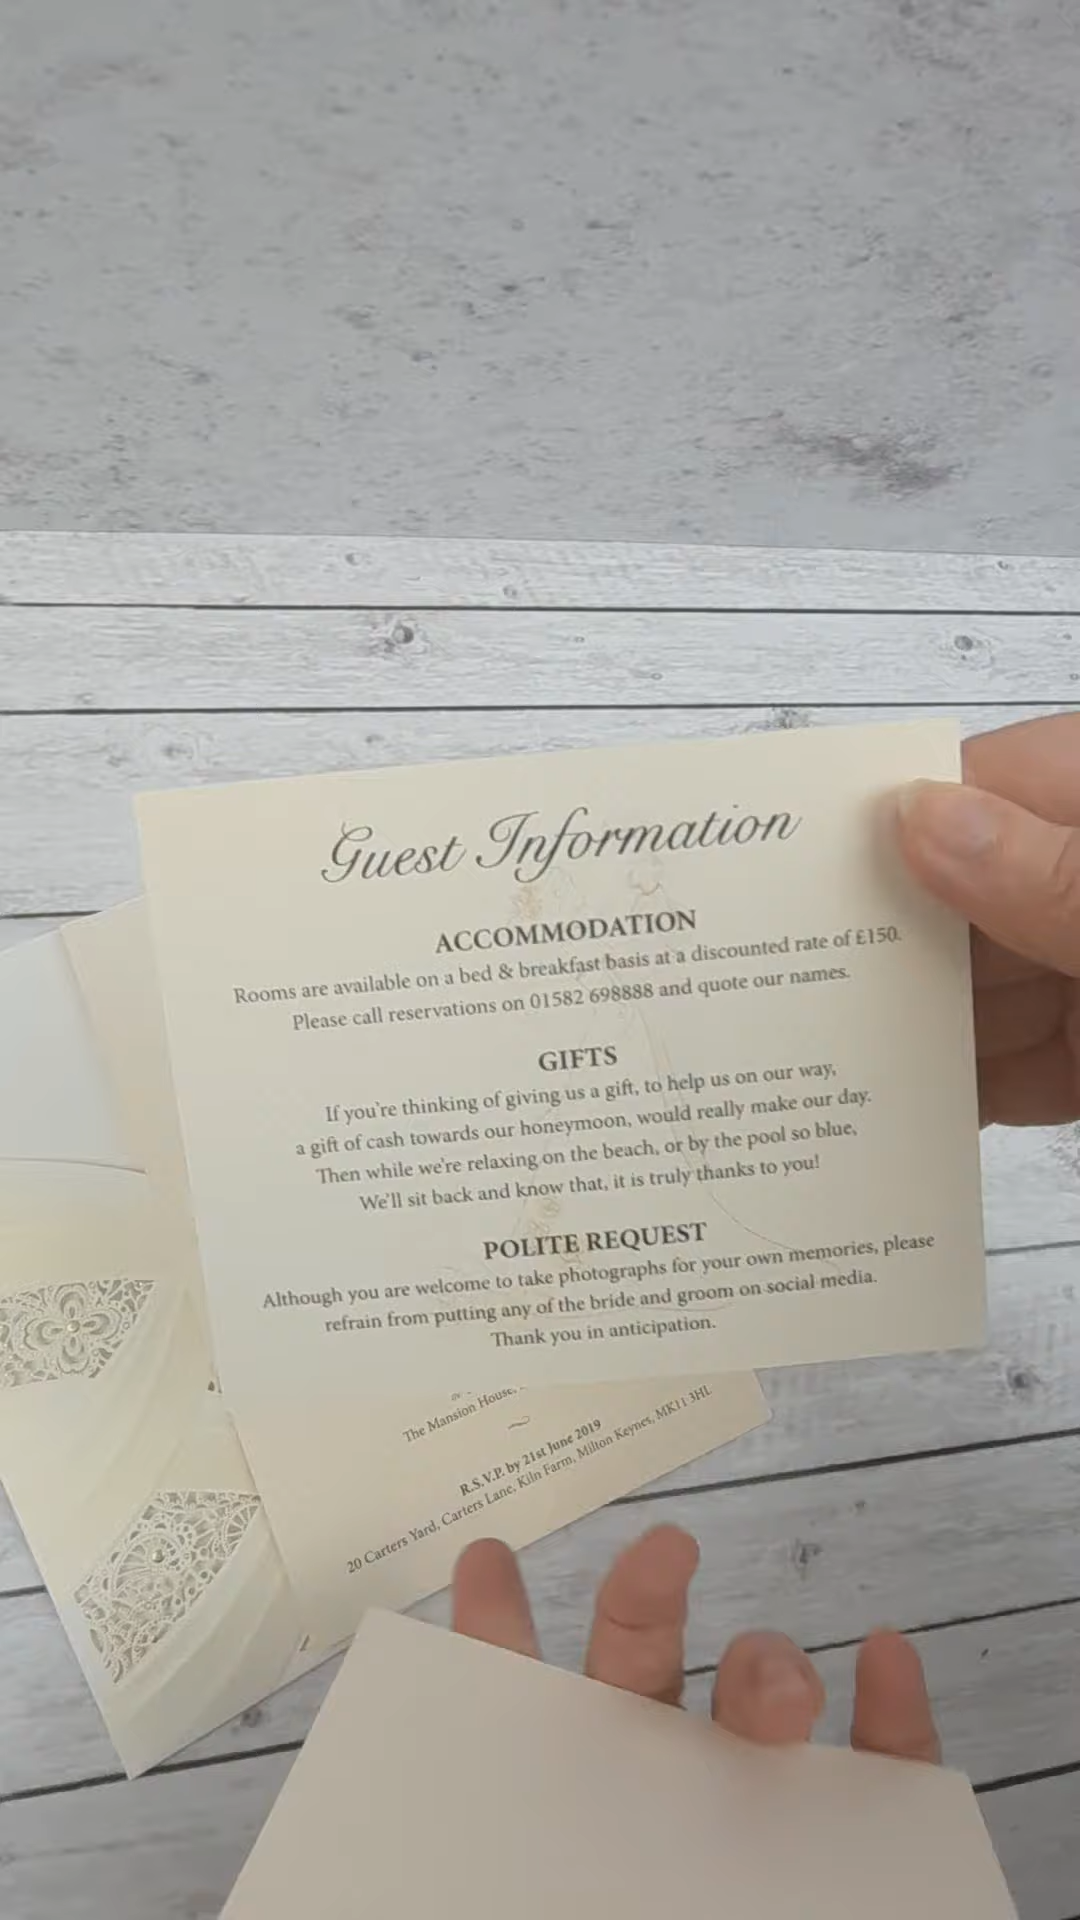 Guest Information
ACCOMMODATION
Rooms are available on a bed & breakfast basis at a discounted rate of £150.
Please call reservations on 01582 698888 and quote our names.
GIFTS
If you're thinking of giving us a gift, to help us on our way,
a gift of cash towards our honeymoon, would really make our day.
Then while we're relaxing on the beach, or by the pool so blue,
We'll sit back and know that, it is truly thanks to you!
POLITE REQUEST
Although you are welcome to take photographs for your own memories, please
refrain from putting any of the bride and groom on social media.
Thank you in anticipation.
The Mansion House,
R.S.V.P. by 21st June 2019
20 Carters Yard, Carters Lane, Kiln Farm, Milton Keynes, MK11 3HL